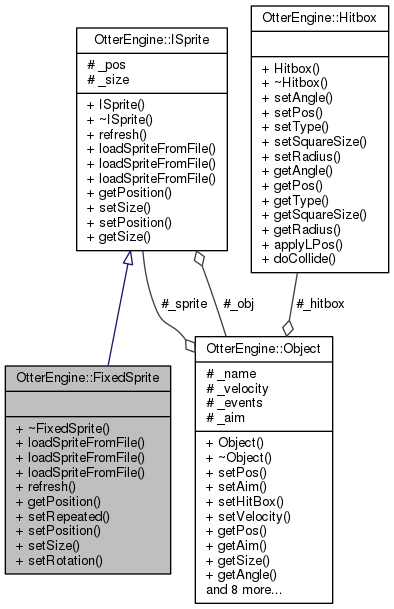 OtterEngine::ISprite
# _pos
# _size
+ ISprite()
+ ~ISprite()
+ refresh()
+ loadSpriteFromFile()
+ loadSpriteFromFile()
+ loadSpriteFromFile()
+ getPosition()
+ setSize()
+ setPosition()
+ getSize()
OtterEngine::Hitbox
+ Hitbox()
+ ~Hitbox()
+ setAngle()
+ setPos()
+ setType()
+ setSquareSize()
+ setRadius()
+ getAngle()
+ getPos()
+ getType()
+ getSquareSize()
+ getRadius()
+ applyLPos()
+ doCollide()
#_sprite
#_obj
#_hitbox
OtterEngine::FixedSprite
+ ~FixedSprite()
+ loadSpriteFromFile()
+ loadSpriteFromFile()
+ loadSpriteFromFile()
+ refresh()
+ getPosition()
+ setRepeated()
+ setPosition()
+ setSize()
+ setRotation()
OtterEngine::Object
# _name
# _velocity
# _events
# _aim
+ Object()
+ ~Object()
+ setPos()
+ setAim()
+ setHitBox()
+ setVelocity()
+ getPos()
+ getAim()
+ getSize()
+ getAngle()
and 8 more...